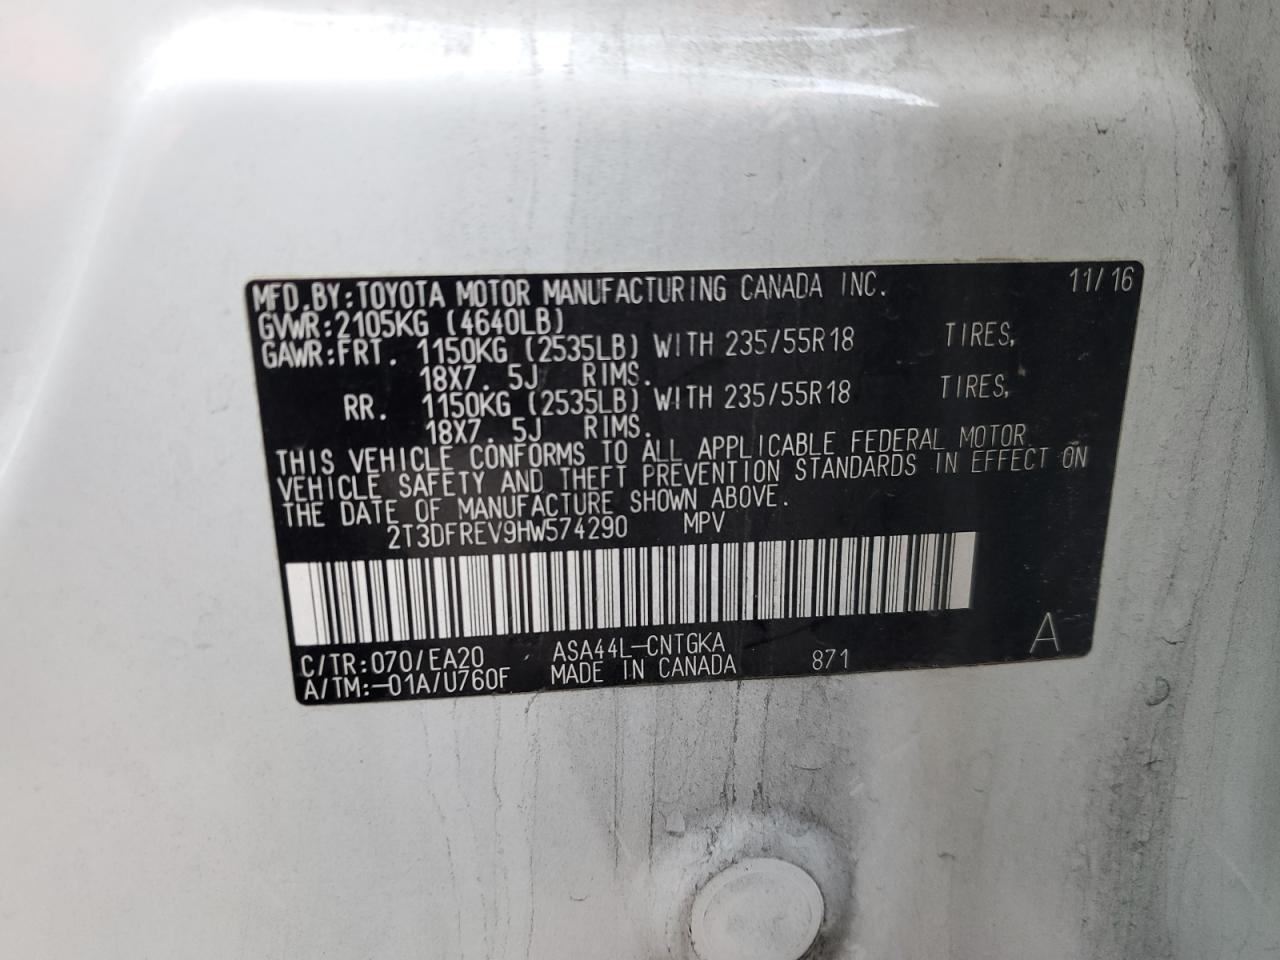 MFD.BY:TOYOTA MOTOR MANUFACTURING CANADA INC. 11/16
GVWR:2105KG (4640LB)
GAWR:FRT. 1150KG (2535LB) WITH 235/55R18 TIRES,
18X7.5J RIMS.
RR. 1150KG (2535LB) WITH 235/55R18 TIRES,
18X7.5J RIMS.
THIS VEHICLE CONFORMS TO ALL APPLICABLE FEDERAL MOTOR
VEHICLE SAFETY AND THEFT PREVENTION STANDARDS IN EFFECT ON
THE DATE OF MANUFACTURE SHOWN ABOVE.
2T3DFREV9HW574290 MPV
C/TR:070/EA20 ASA44L-CNTGKA
A/TM:-01A/U760F MADE IN CANADA 871 A